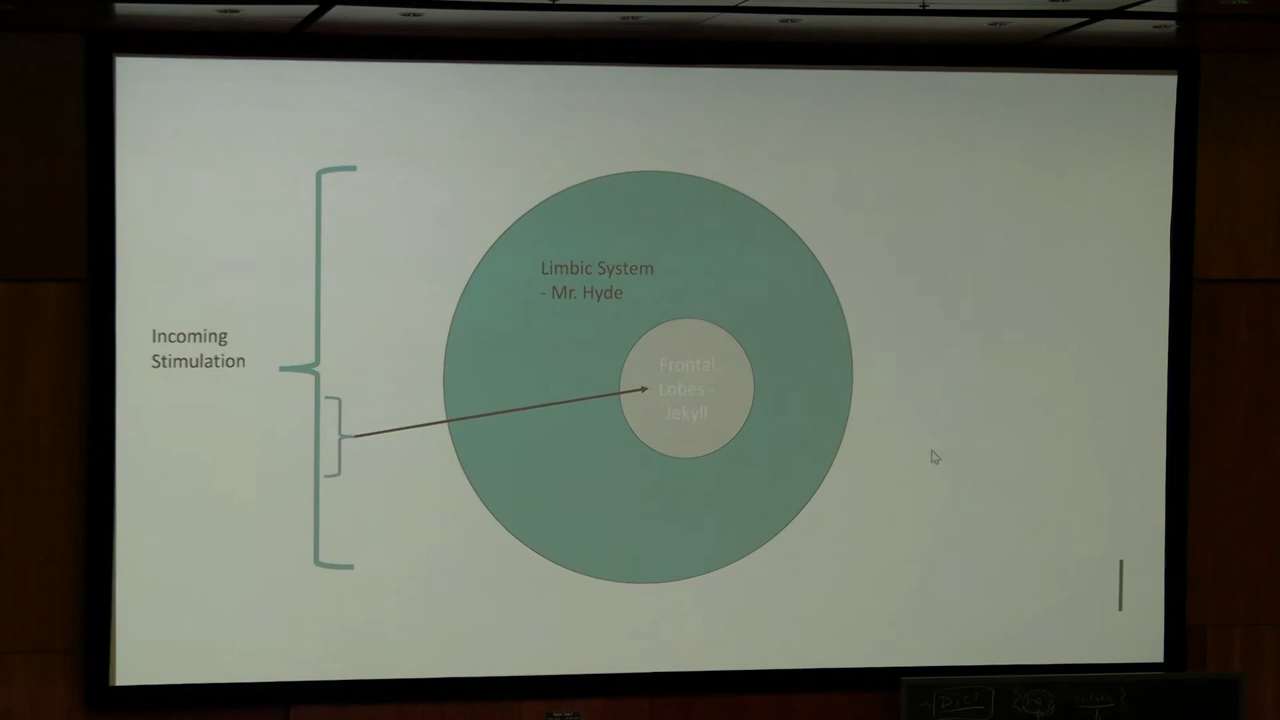 Limbic System
- Mr. Hyde
Incoming
Stimulation
Frontal
Lobes -
Jekyll